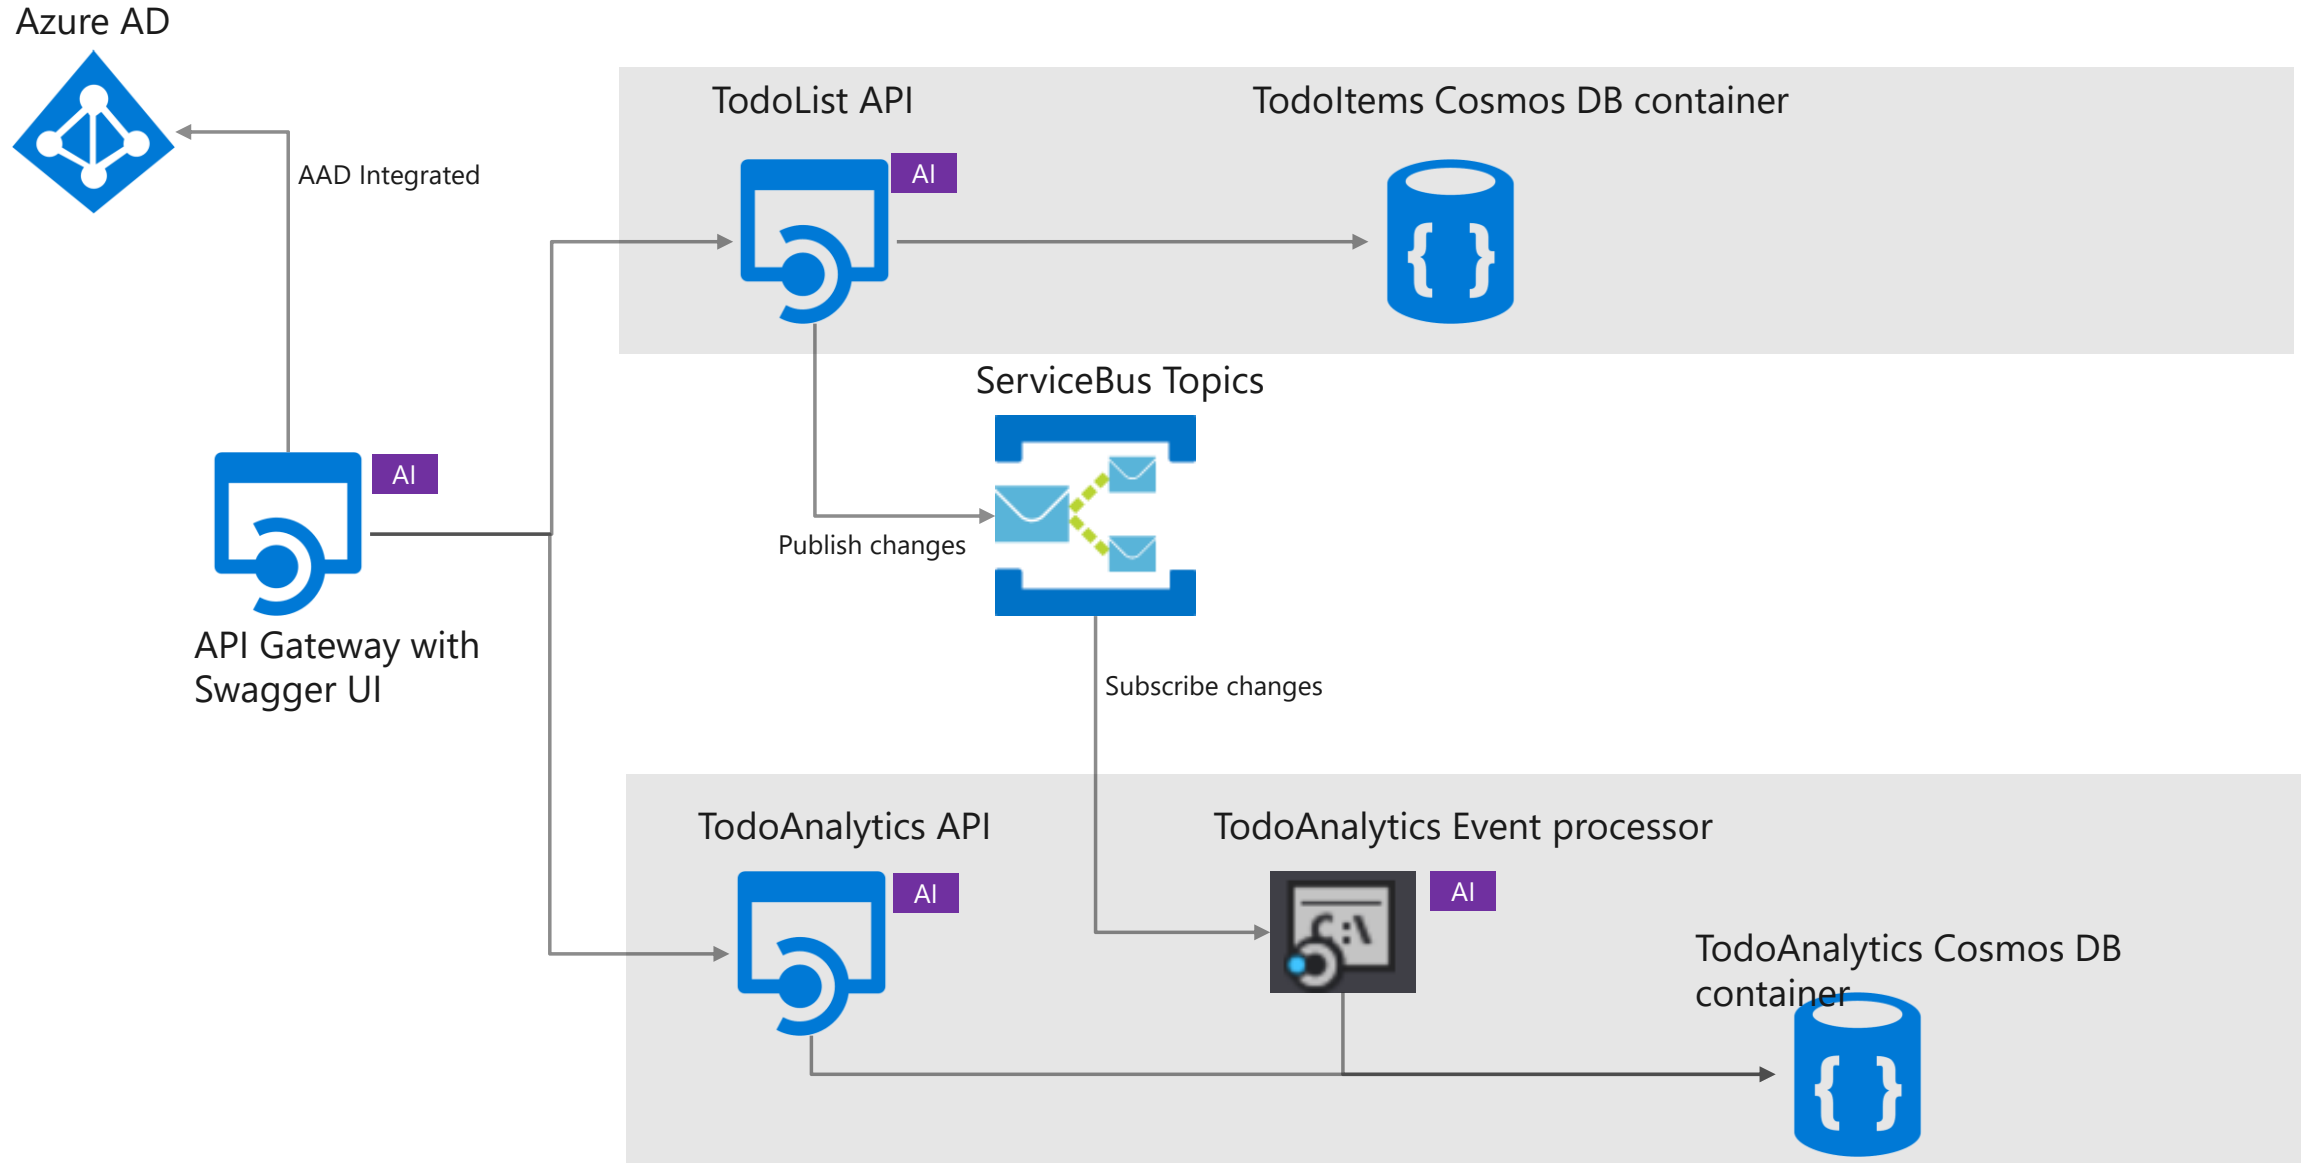 Azure AD
AAD Integrated
TodoList API
TodoItems Cosmos DB container
AI
{ }
ServiceBus Topics
AI
Publish changes
API Gateway with
Swagger UI
Subscribe changes
TodoAnalytics API
TodoAnalytics Event processor
AI
AI
C:\
TodoAnalytics Cosmos DB
container
{ }